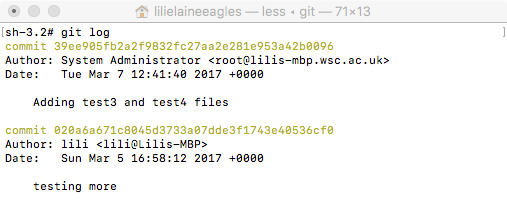 lilielaineeagles — less ◂ git — 71×13
[sh-3.2# git log ]
commit 39ee905fb2a2f9832fc27aa2e281e953a42b0096
Author: System Administrator <root@lilis-mbp.wsc.ac.uk>
Date:   Tue Mar 7 12:41:40 2017 +0000
    Adding test3 and test4 files
commit 020a6a671c8045d3733a07dde3f1743e40536cf0
Author: lili <lili@Lilis-MBP>
Date:   Sun Mar 5 16:58:12 2017 +0000
    testing more